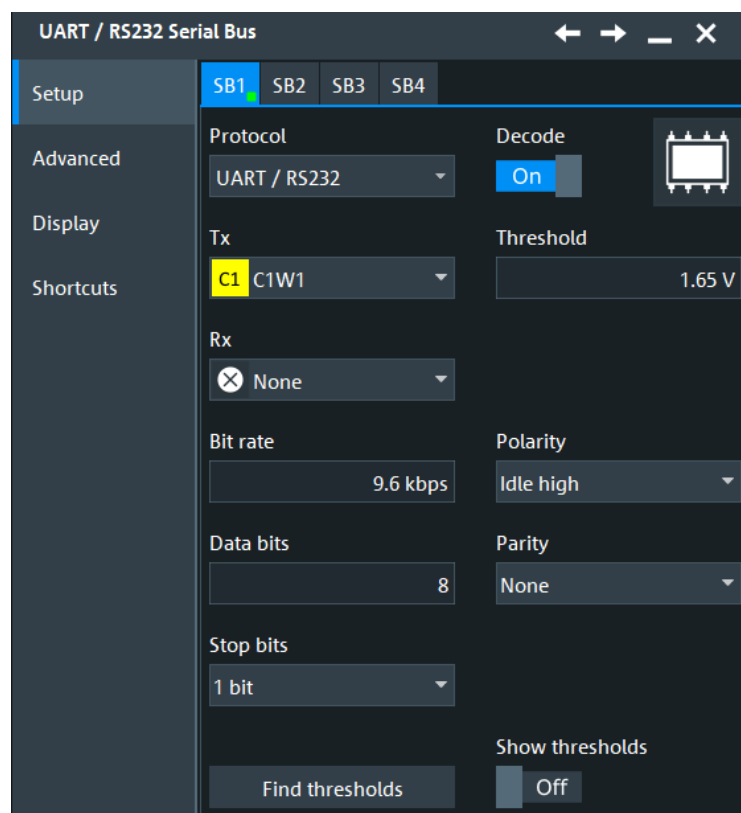 UART / RS232 Serial Bus
Setup
Advanced
Display
Shortcuts
SB1 SB2 SB3 SB4
Protocol Decode
UART / RS232 On
Tx Threshold
C1 C1W1 1.65 V
Rx
None
Bit rate Polarity
9.6 kbps Idle high
Data bits Parity
8 None
Stop bits
1 bit
Show thresholds
Find thresholds Off